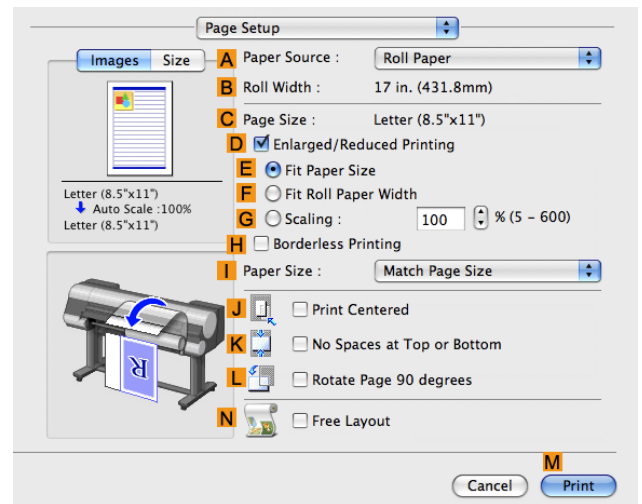 Page Setup
Images Size
A Paper Source : Roll Paper
B Roll Width : 17 in. (431.8mm)
C Page Size : Letter (8.5"x11")
D Enlarged/Reduced Printing
E Fit Paper Size
F Fit Roll Paper Width
G Scaling : 100 % (5 - 600)
H Borderless Printing
Letter (8.5"x11")
Auto Scale :100%
Letter (8.5"x11")
I Paper Size : Match Page Size
J Print Centered
K No Spaces at Top or Bottom
L Rotate Page 90 degrees
N Free Layout
R
M
Cancel Print